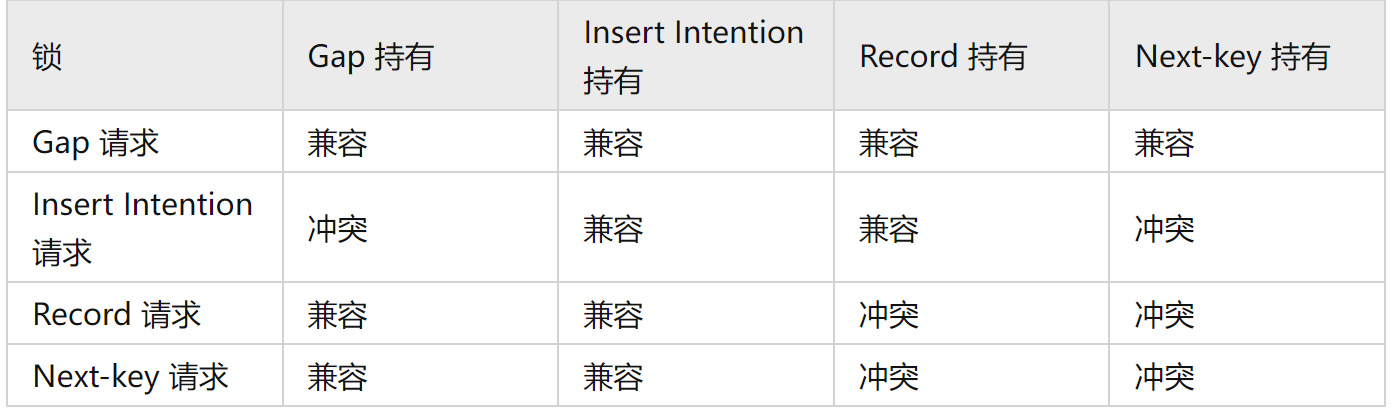 锁
Gap 持有
Insert Intention
持有
Record 持有
Next-key 持有
Gap 请求
兼容
兼容
兼容
兼容
Insert Intention
请求
冲突
兼容
兼容
冲突
Record 请求
兼容
兼容
冲突
冲突
Next-key 请求
兼容
兼容
冲突
冲突